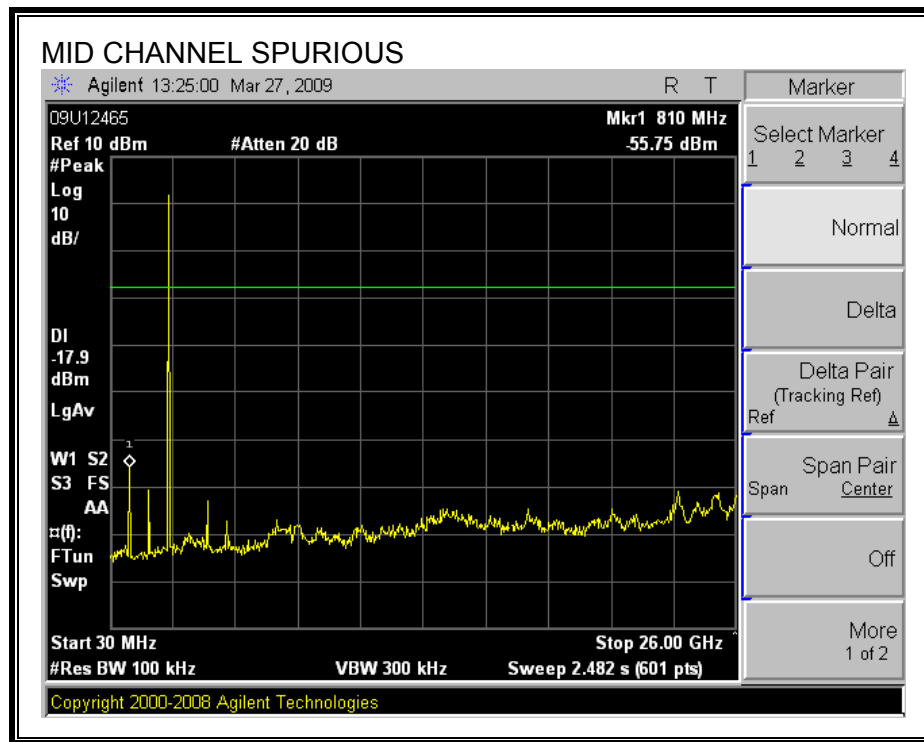 MID CHANNEL SPURIOUS
Agilent 13:25:00 Mar 27, 2009 R T
Marker
09U12465 Mkr1 810 MHz
Ref 10 dBm #Atten 20 dB -55.75 dBm
#Peak
Log
10
dB/
DI
-17.9
dBm
LgAv
W1 S2
S3 FS
AA
¤(f):
FTun
Swp
1
Start 30 MHz Stop 26.00 GHz ^
#Res BW 100 kHz VBW 300 kHz Sweep 2.482 s (601 pts)
Select Marker
1 2 3 4
Normal
Delta
Delta Pair
(Tracking Ref)
Ref Δ
Span Pair
Span Center
Off
More
1 of 2
Copyright 2000-2008 Agilent Technologies